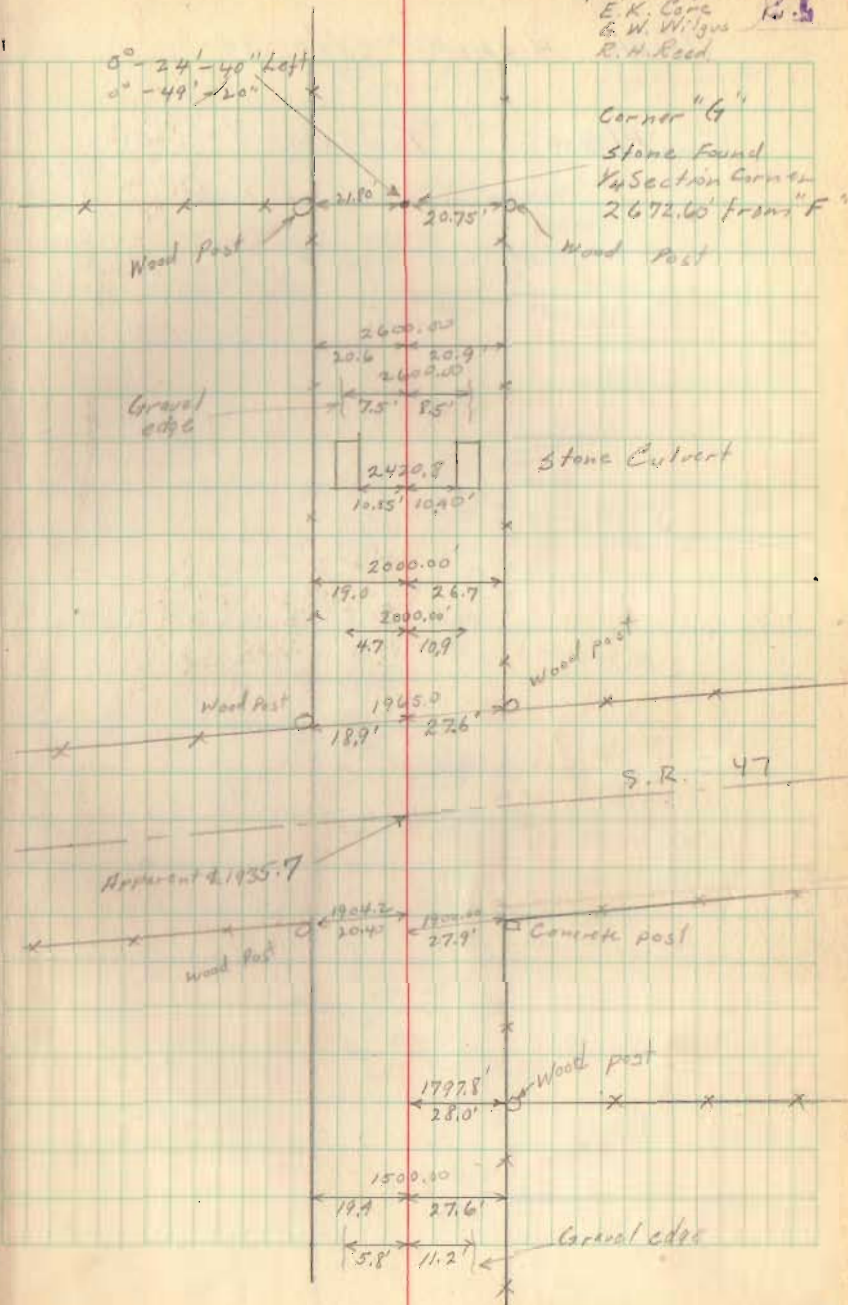 E. K. Core
G. W. Wilgus
R. H. Reed
0° - 24' - 40" Left
0° - 49' - 20"
Corner "G"
Stone Found
1/4 Section Corner
2672.60' from "F"
21.80'
20.75'
Wood Post
Wood Post
2600.00
20.6
20.9'
2600.00
7.5'
8.5'
Gravel
edge
2420.8
10.85'
10.40'
Stone Culvert
2000.00'
19.0
26.7
2000.00'
4.7
10.9
Wood Post
Wood post
1965.0
18.9'
27.6'
S.R. 47
Apparent ℄ 1935.7
1904.2
20.40
1900.00
27.9'
Concrete post
Wood Post
1797.8'
28.0'
Wood post
1500.00
19.4
27.6'
5.8'
11.2'
Gravel edge